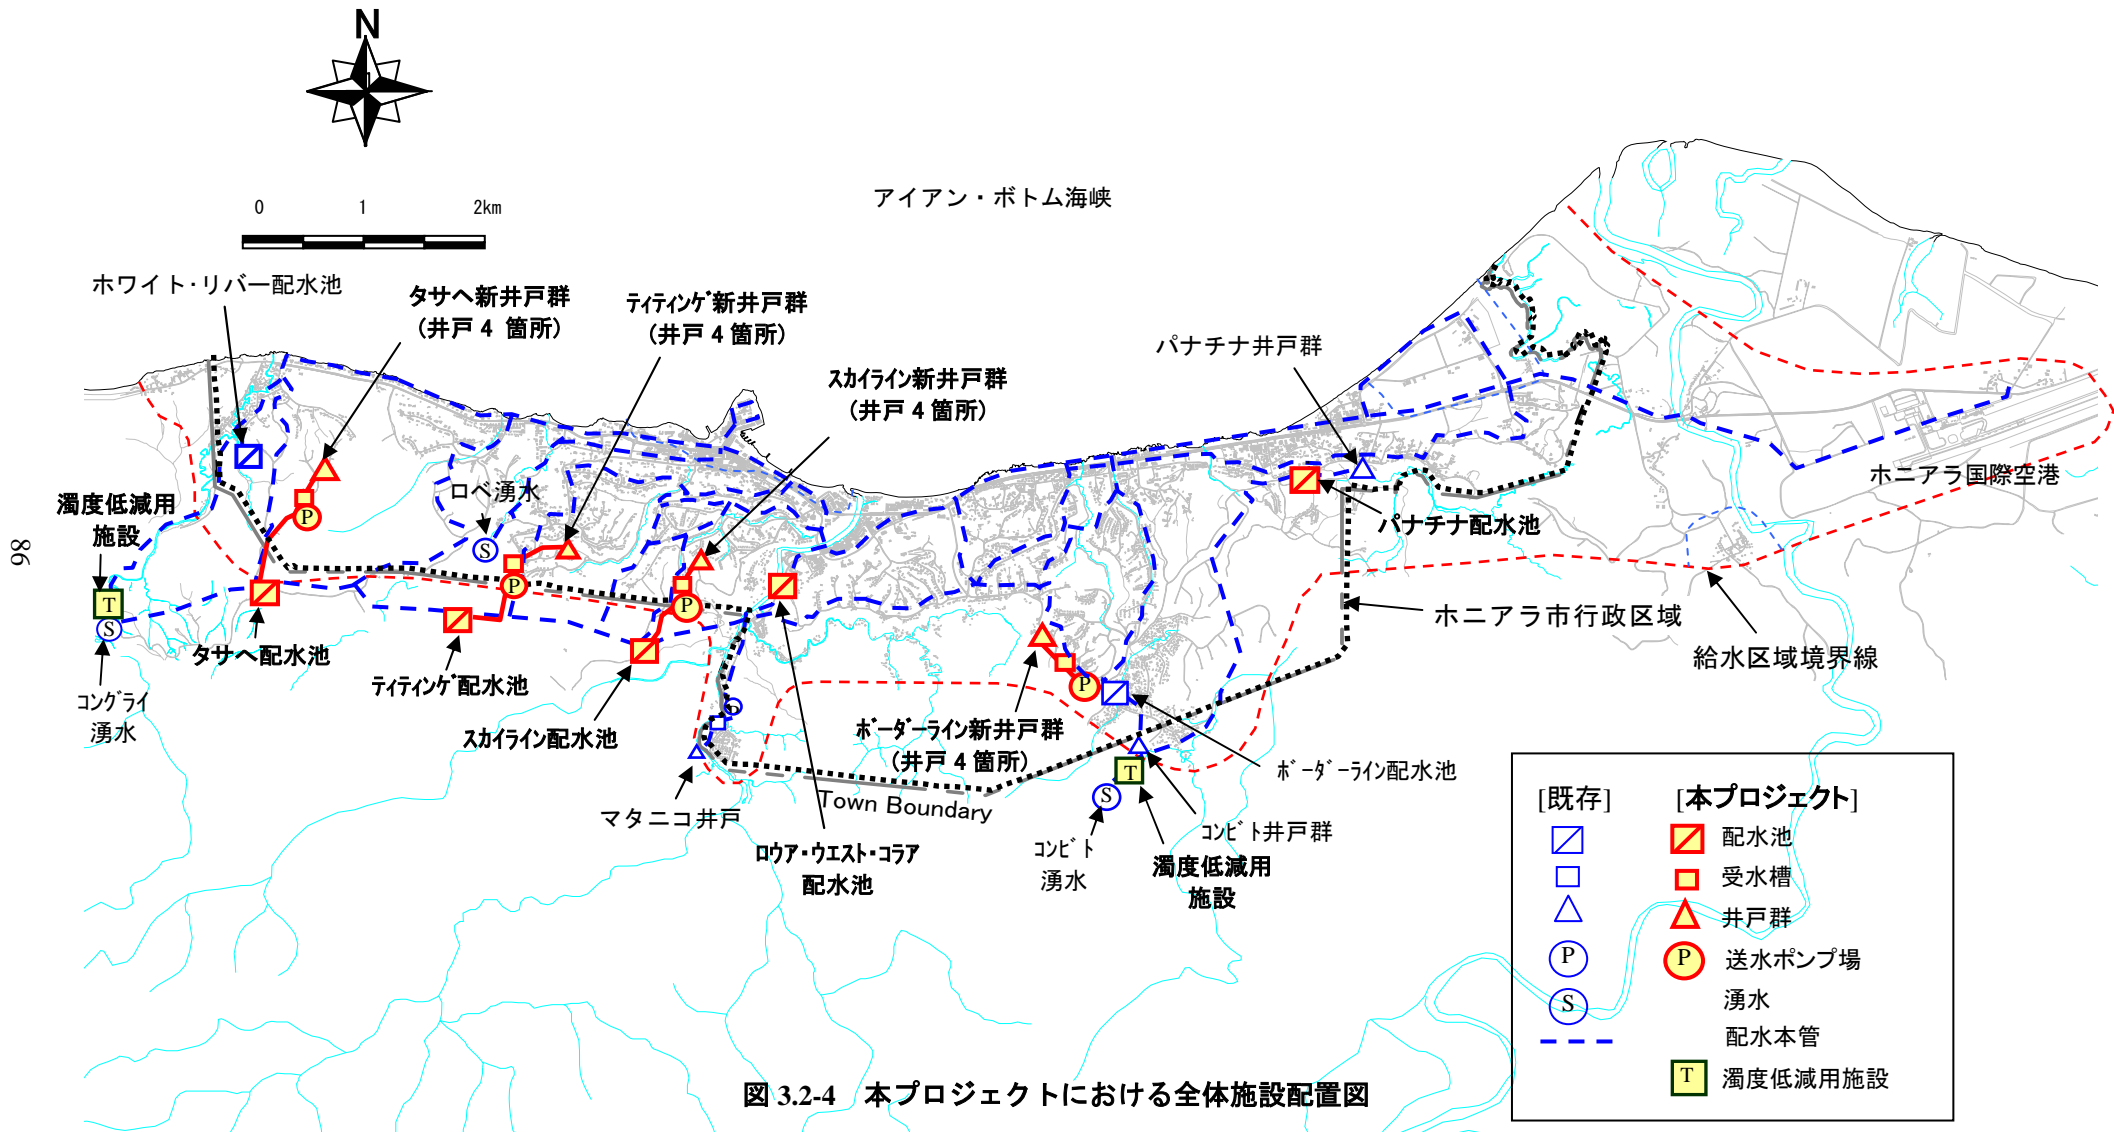 N
0 1 2km
アイアン・ボトム海峡
ホワイト・リバー配水池
タサヘ新井戸群
(井戸 4 箇所)
ティティンゲ新井戸群
(井戸 4 箇所)
スカイライン新井戸群
(井戸 4 箇所)
パナチナ井戸群
ロベ湧水
S
濁度低減用
施設
P
P
P
T
S
パナチナ配水池
ホニアラ国際空港
ホニアラ市行政区域
給水区域境界線
タサヘ配水池
ティティンゲ配水池
コングライ
湧水
スカイライン配水池
P
P
ボーダーライン新井戸群
(井戸 4 箇所)
ボーダーライン配水池
T
S
マタニコ井戸
Town Boundary
コンビト井戸群
コンビト
湧水
ロウア・ウエスト・コラア
配水池
濁度低減用
施設
[既存] [本プロジェクト]
配水池
受水槽
井戸群
P P 送水ポンプ場
S 湧水
配水本管
T 濁度低減用施設
図 3.2-4 本プロジェクトにおける全体施設配置図
86